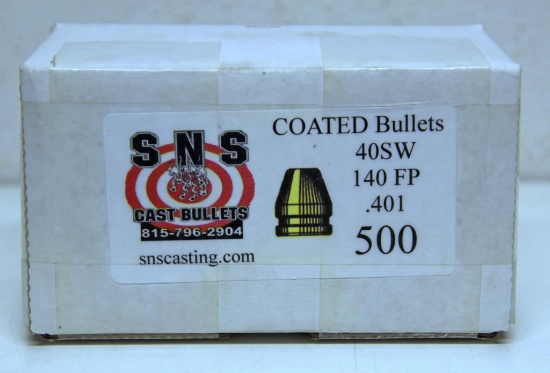 SNS
CAST BULLETS
815-796-2904
snscasting.com
COATED Bullets
40SW
140 FP
.401
500